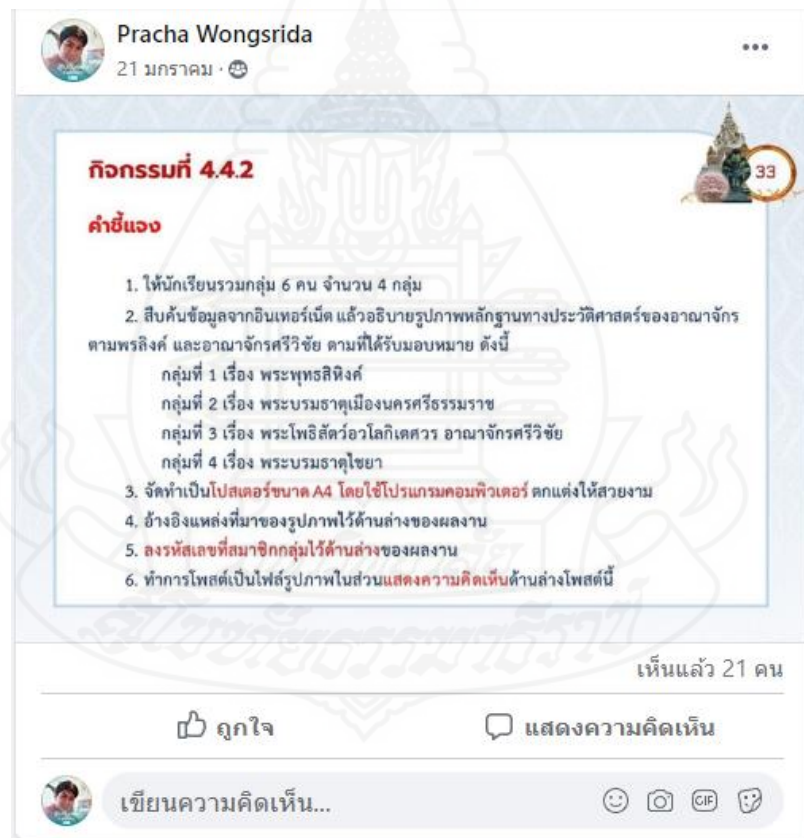 Pracha Wongsrida
21 มกราคม ·
33
กิจกรรมที่ 4.4.2
คำชี้แจง
1. ให้นักเรียนรวมกลุ่ม 6 คน จำนวน 4 กลุ่ม
2. สืบค้นข้อมูลจากอินเทอร์เน็ต แล้วอธิบายรูปภาพหลักฐานทางประวัติศาสตร์ของอาณาจักร
ตามพรลิงค์ และอาณาจักรศรีวิชัย ตามที่ได้รับมอบหมาย ดังนี้
กลุ่มที่ 1 เรื่อง พระพุทธสิหิงค์
กลุ่มที่ 2 เรื่อง พระบรมธาตุเมืองนครศรีธรรมราช
กลุ่มที่ 3 เรื่อง พระโพธิสัตว์อวโลกิเตศวร อาณาจักรศรีวิชัย
กลุ่มที่ 4 เรื่อง พระบรมธาตุไชยา
3. จัดทำเป็นโปสเตอร์ขนาด A4 โดยใช้โปรแกรมคอมพิวเตอร์ ตกแต่งให้สวยงาม
4. อ้างอิงแหล่งที่มาของรูปภาพไว้ด้านล่างของผลงาน
5. ลงรหัสเลขที่สมาชิกกลุ่มไว้ด้านล่างของผลงาน
6. ทำการโพสต์เป็นไฟล์รูปภาพในส่วนแสดงความคิดเห็นด้านล่างโพสต์นี้
มหาวิทยาลัยสุโขทัยธรรมาธิราช
เห็นแล้ว 21 คน
ถูกใจ
แสดงความคิดเห็น
เขียนความคิดเห็น...
GIF